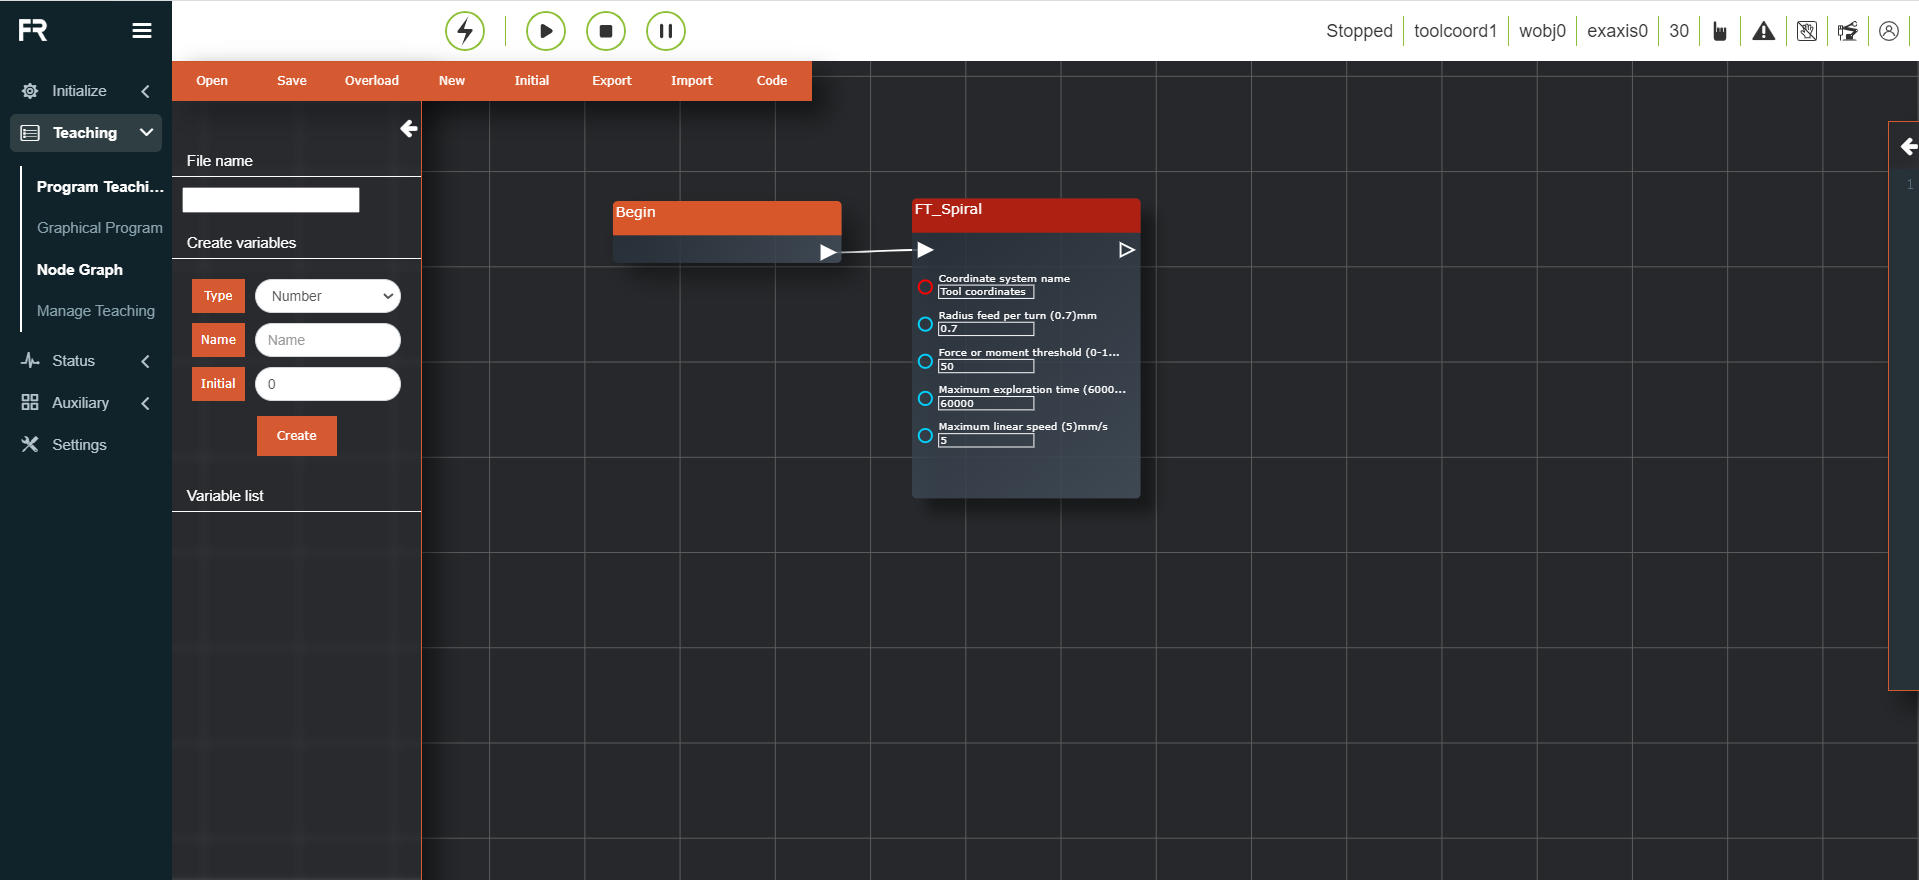 FR
Stopped
toolcoord1
wobj0
exaxis0
30
Open
Save
Overload
New
Initial
Export
Import
Code
Initialize
Teaching
Program Teachi...
Graphical Program
Node Graph
Manage Teaching
Status
Auxiliary
Settings
File name
Create variables
Type
Number
Name
Name
Initial
0
Create
Variable list
Begin
FT_Spiral
Coordinate system name
Tool coordinates
Radius feed per turn (0.7)mm
0.7
Force or moment threshold (0-1...
50
Maximum exploration time (6000...
60000
Maximum linear speed (5)mm/s
5
1